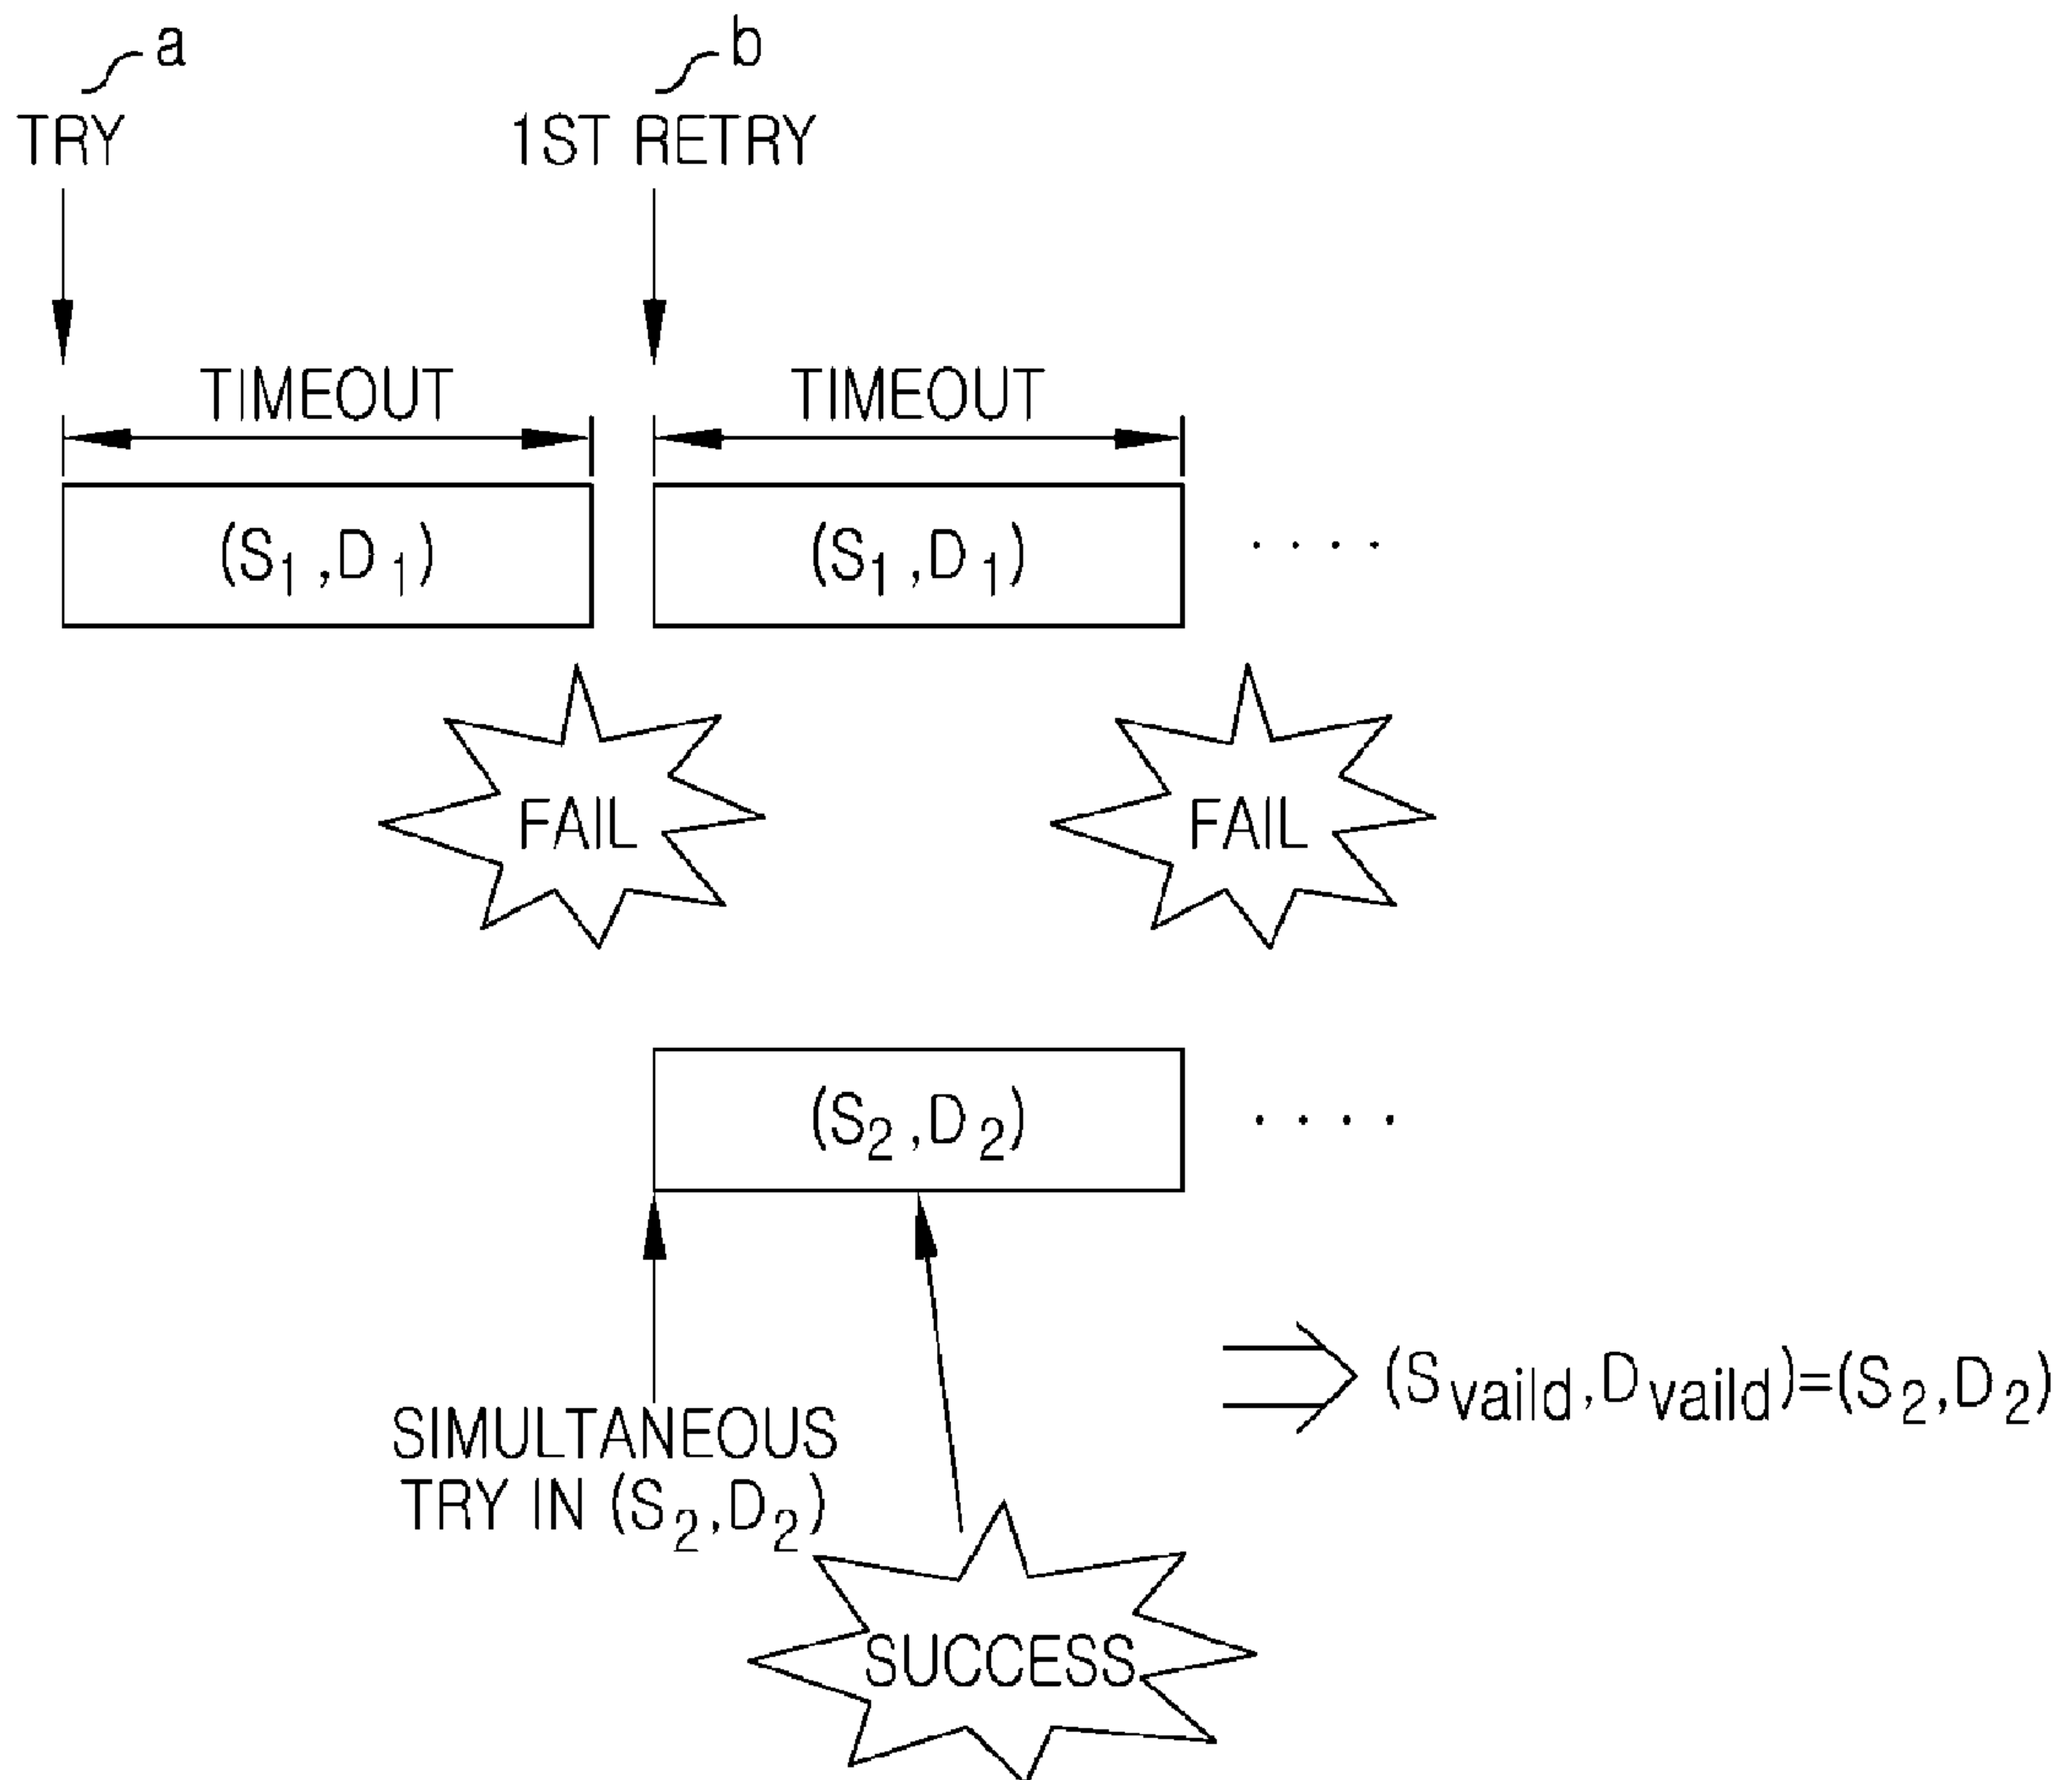 a b
TRY 1ST RETRY
TIMEOUT TIMEOUT
(S1,D1) (S1,D1) ....
FAIL FAIL
(S2,D2) ....
SIMULTANEOUS
TRY IN (S2,D2)
(Svaild,Dvaild)=(S2,D2)
SUCCESS